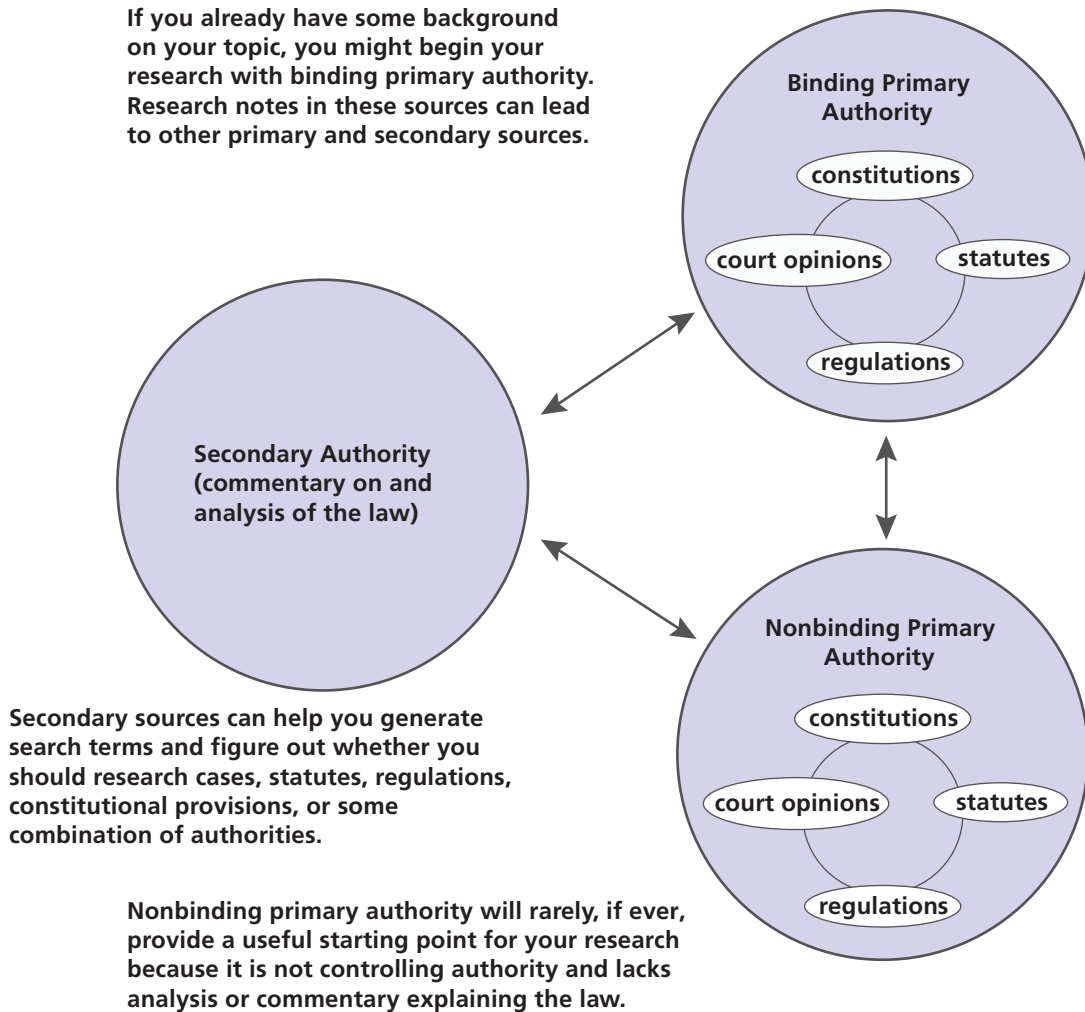 If you already have some background
on your topic, you might begin your
research with binding primary authority.
Research notes in these sources can lead
to other primary and secondary sources.
Binding Primary
Authority
constitutions
court opinions
statutes
regulations
Secondary Authority
(commentary on and
analysis of the law)
Nonbinding Primary
Authority
constitutions
court opinions
statutes
regulations
Secondary sources can help you generate
search terms and figure out whether you
should research cases, statutes, regulations,
constitutional provisions, or some
combination of authorities.
Nonbinding primary authority will rarely, if ever,
provide a useful starting point for your research
because it is not controlling authority and lacks
analysis or commentary explaining the law.